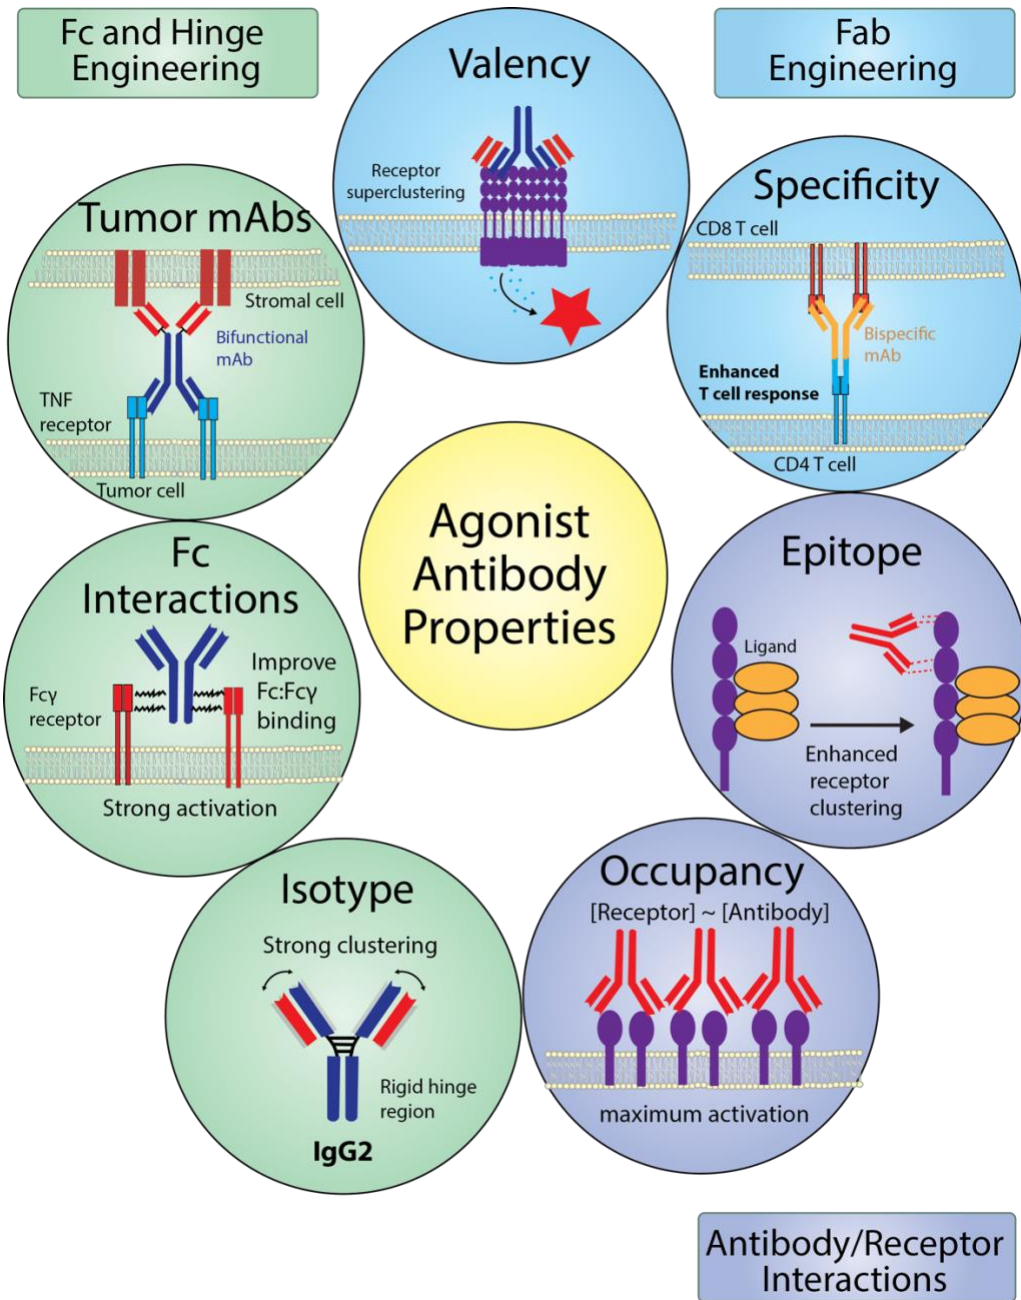 Fc and Hinge
Engineering
Fab
Engineering
Valency
Receptor
superclustering
Specificity
CD8 T cell
Bispecific
mAb
Enhanced
T cell response
CD4 T cell
Tumor mAbs
Stromal cell
Bifunctional
mAb
TNF
receptor
Tumor cell
Agonist
Antibody
Properties
Epitope
Ligand
Enhanced
receptor
clustering
Fc
Interactions
Improve
Fc:Fcγ
binding
Fcγ
receptor
Strong activation
Isotype
Strong clustering
Rigid hinge
region
IgG2
Occupancy
[Receptor] ~ [Antibody]
maximum activation
Antibody/Receptor
Interactions